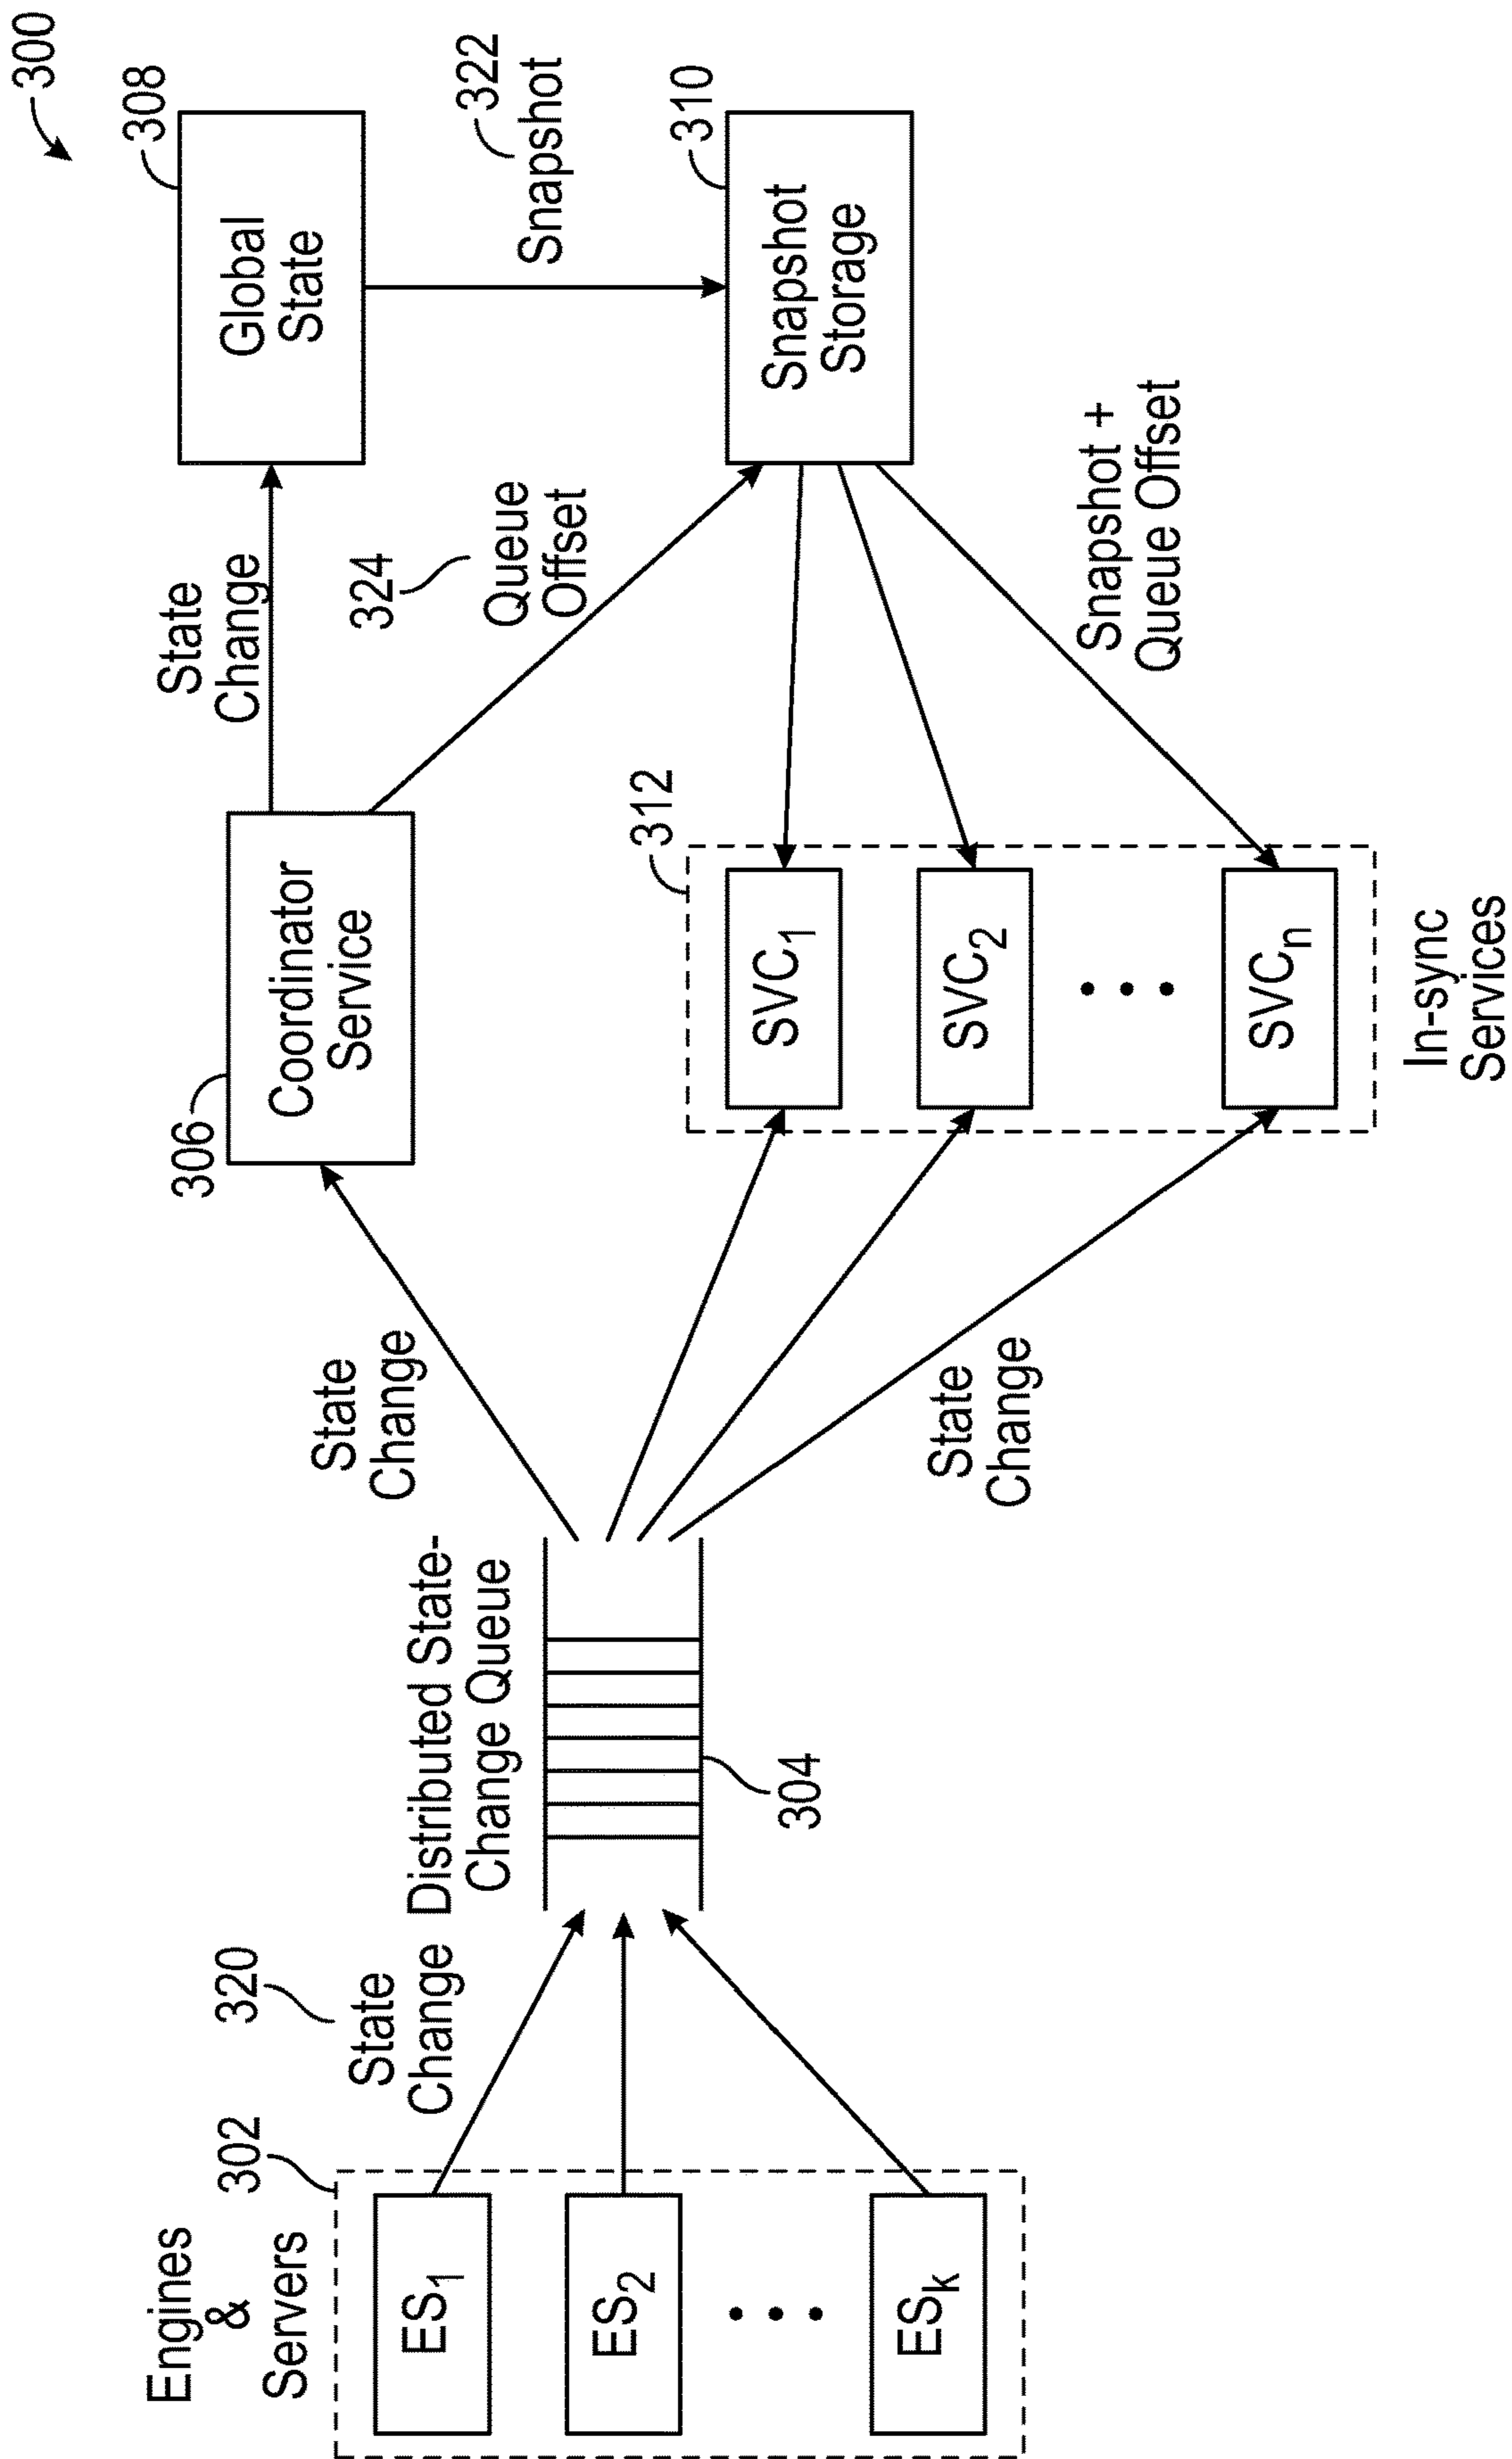 300
Engines
&
Servers
302
ES1
ES2
ESk
320
State
Change
Distributed State-
Change Queue
304
State
Change
State
Change
306
Coordinator
Service
State
Change
308
Global
State
322
Snapshot
324
Queue
Offset
310
Snapshot
Storage
Snapshot +
Queue Offset
312
SVC1
SVC2
SVCn
In-sync
Services